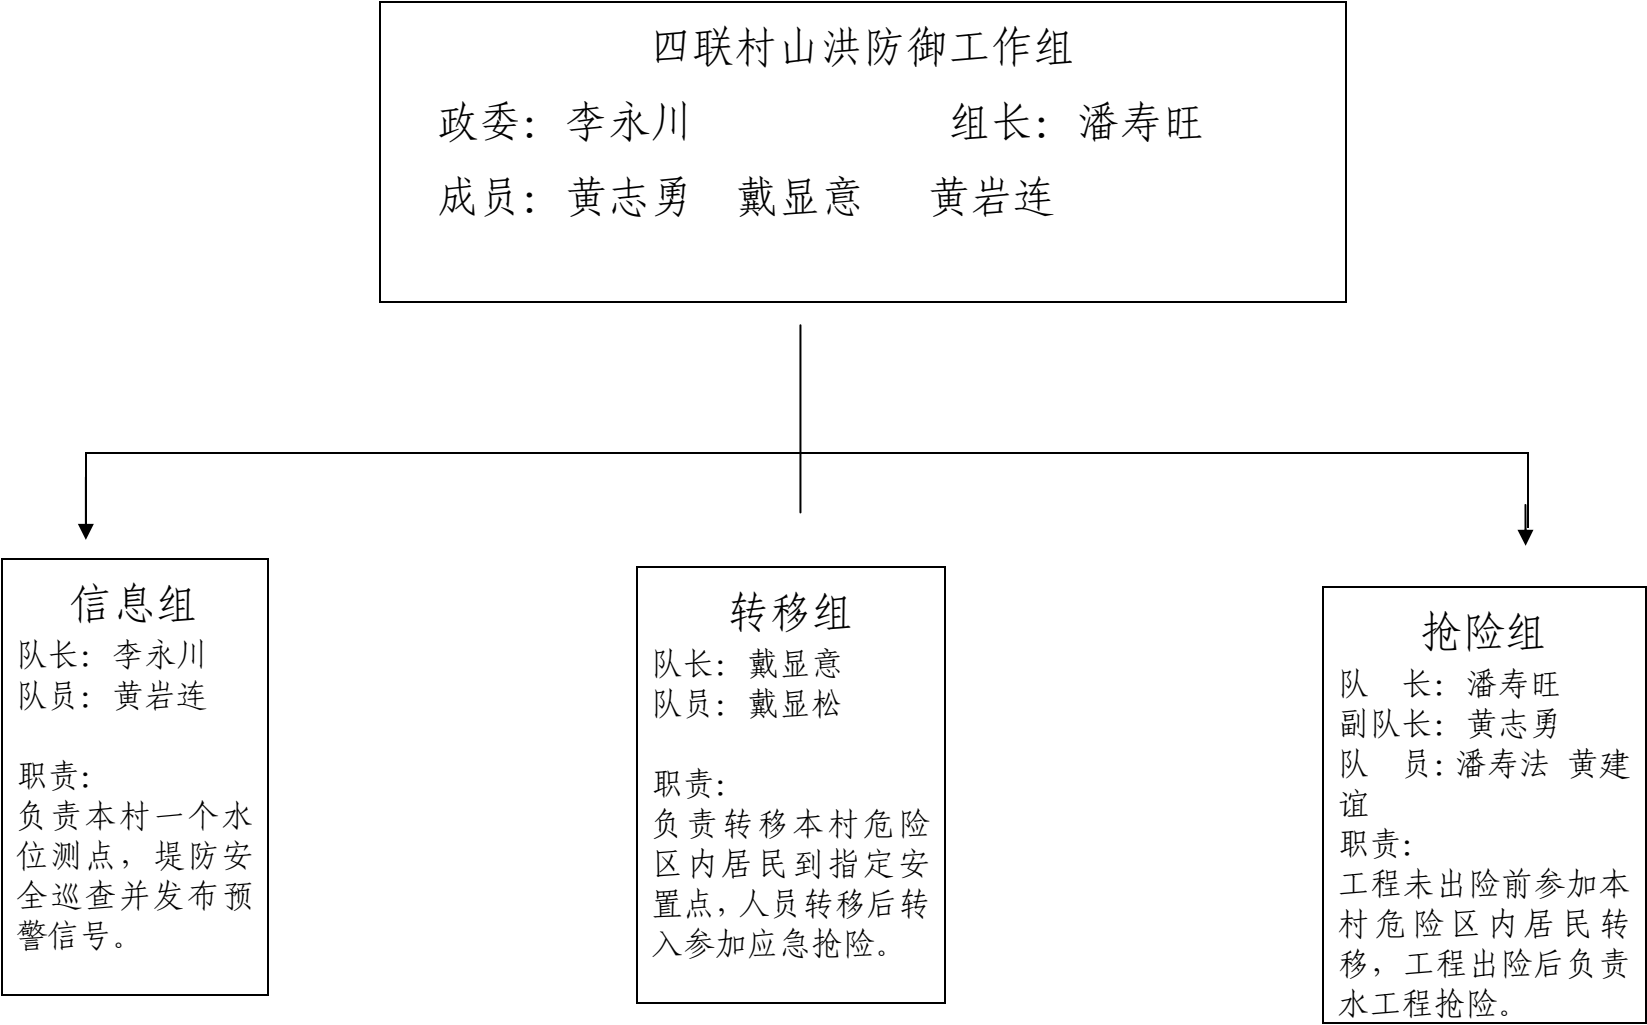 四联村山洪防御工作组
政委：李永川 组长：潘寿旺
成员：黄志勇 戴显意 黄岩连
信息组
队长：李永川
队员：黄岩连
职责：
负责本村一个水
位测点，堤防安
全巡查并发布预
警信号。
转移组
队长：戴显意
队员：戴显松
职责：
负责转移本村危险
区内居民到指定安
置点，人员转移后转
入参加应急抢险。
抢险组
队 长：潘寿旺
副队长：黄志勇
队 员：潘寿法 黄建
谊
职责：
工程未出险前参加本
村危险区内居民转
移，工程出险后负责
水工程抢险。